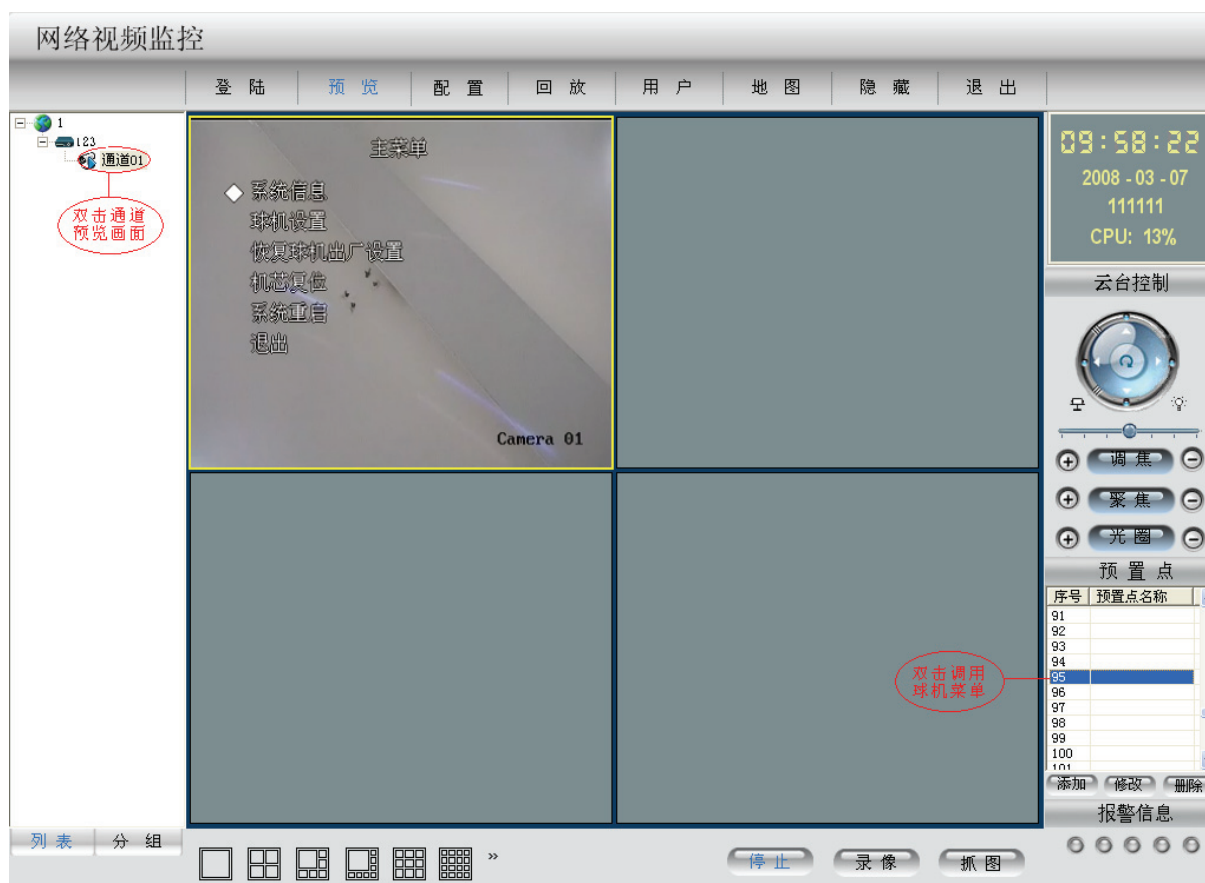 网络视频监控
登 陆 预 览 配 置 回 放 用 户 地 图 隐 藏 退 出
1
123
通道01
双击通道
预览画面
主菜单
系统信息
球机设置
恢复球机出厂设置
机芯复位
系统重启
退出
Camera 01
双击调用
球机菜单
09:58:22
2008 - 03 - 07
111111
CPU: 13%
云台控制
调 焦
聚 焦
光 圈
预 置 点
序号 预置点名称
91
92
93
94
95
96
97
98
99
100
101
添加 修改 删除
报警信息
列 表 分 组
» 停 止 录 像 抓 图